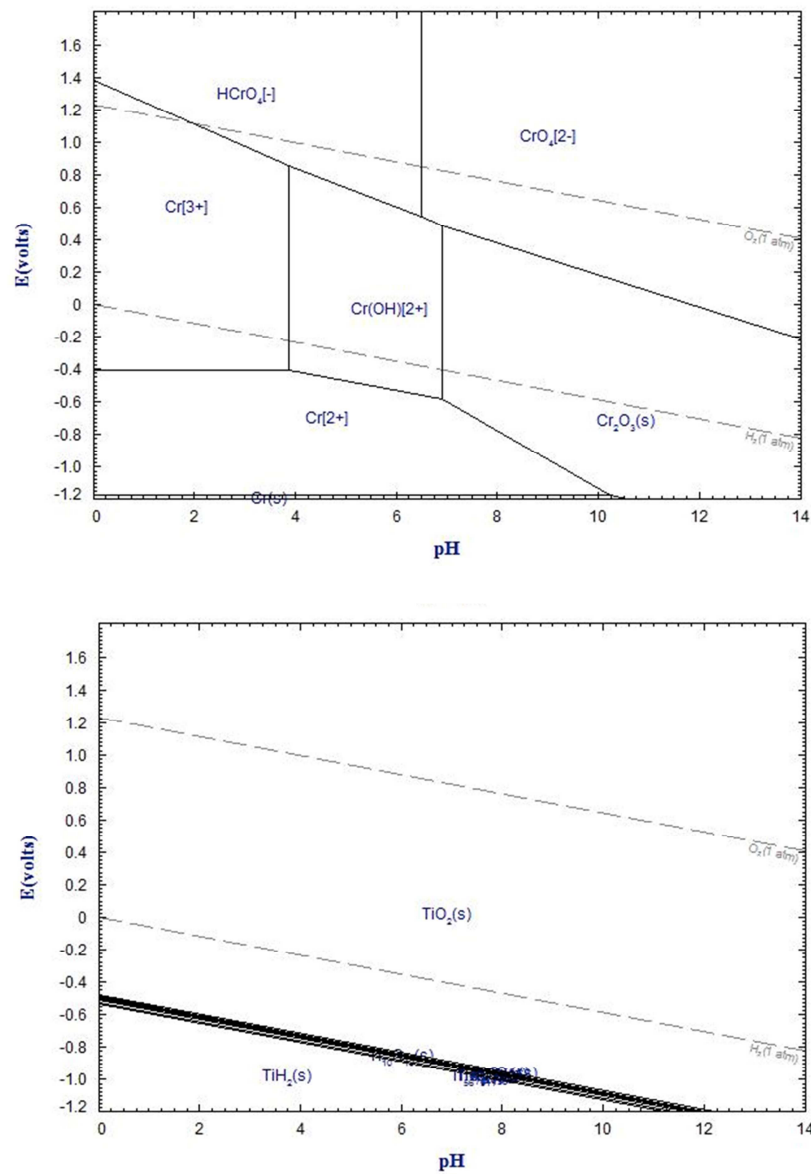 1.6
1.4
HCrO₄[-]
1.2
1.0
CrO₄[2-]
0.8
Cr[3+]
0.6
0.4
O₂(1 atm)
E(volts)
0.2
0
Cr(OH)[2+]
-0.2
-0.4
-0.6
Cr[2+]
Cr₂O₃(s)
-0.8
H₂(1 atm)
-1.0
-1.2
Cr(s)
0 2 4 6 8 10 12 14
pH
1.6
1.4
1.2
1.0
0.8
0.6
0.4
O₂(1 atm)
E(volts)
0.2
0
TiO₂(s)
-0.2
-0.4
-0.6
-0.8
H₂(1 atm)
-1.0
TiH₂(s)
-1.2
0 2 4 6 8 10 12 14
pH